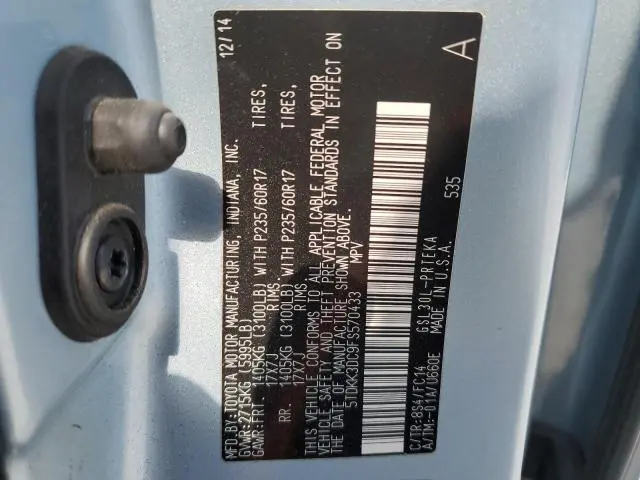 MFD.BY:TOYOTA MOTOR MANUFACTURING, INDIANA, INC. 12/14
GVWR:2715KG (5995LB)
GAWR:FRT. 1405KG (3100LB) WITH P235/60R17 TIRES,
17X7J RIMS,
RR. 1405KG (3100LB) WITH P235/60R17 TIRES,
17X7J RIMS.
THIS VEHICLE CONFORMS TO ALL APPLICABLE FEDERAL MOTOR
VEHICLE SAFETY AND THEFT PREVENTION STANDARDS IN EFFECT ON
THE DATE OF MANUFACTURE SHOWN ABOVE.
5TDKK3DC9FS570433 MPV
C/TR:8S4/FC14 GSL30L-PRTEKA 535 A
A/TM:-01A/U660E M IN U.S.A.